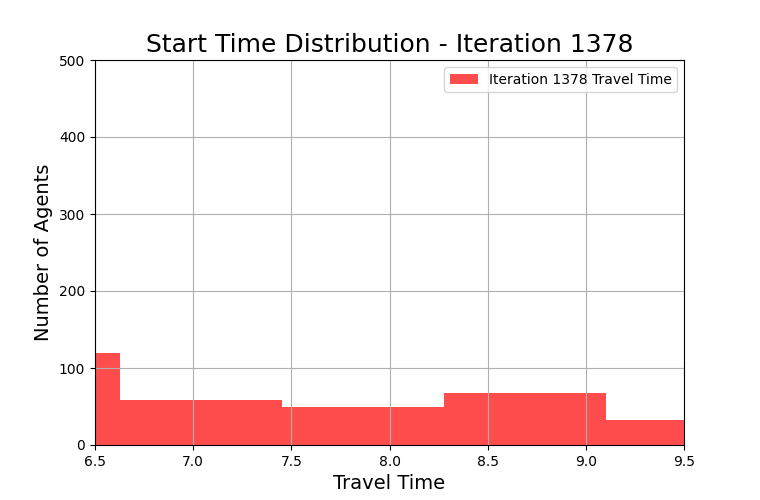 Start Time Distribution - Iteration 1378
Iteration 1378 Travel Time
Number of Agents
500
400
300
200
100
0
6.5 7.0 7.5 8.0 8.5 9.0 9.5
Travel Time